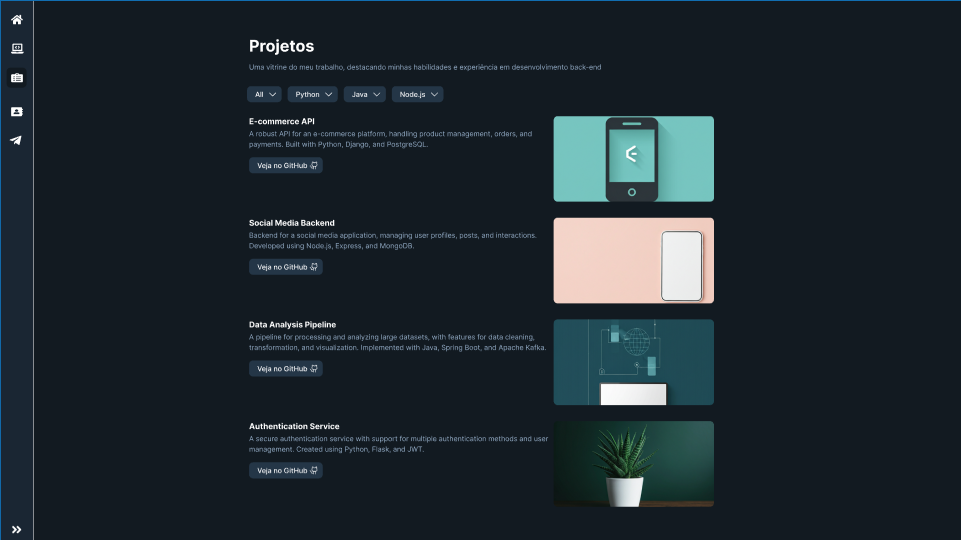 Projetos
Uma vitrine do meu trabalho, destacando minhas habilidades e experiência em desenvolvimento back-end
All Python Java Node.js
E-commerce API
A robust API for an e-commerce platform, handling product management, orders, and
payments. Built with Python, Django, and PostgreSQL.
Veja no GitHub
Social Media Backend
Backend for a social media application, managing user profiles, posts, and interactions.
Developed using Node.js, Express, and MongoDB.
Veja no GitHub
Data Analysis Pipeline
A pipeline for processing and analyzing large datasets, with features for data cleaning,
transformation, and visualization. Implemented with Java, Spring Boot, and Apache Kafka.
Veja no GitHub
Authentication Service
A secure authentication service with support for multiple authentication methods and user
management. Created using Python, Flask, and JWT.
Veja no GitHub